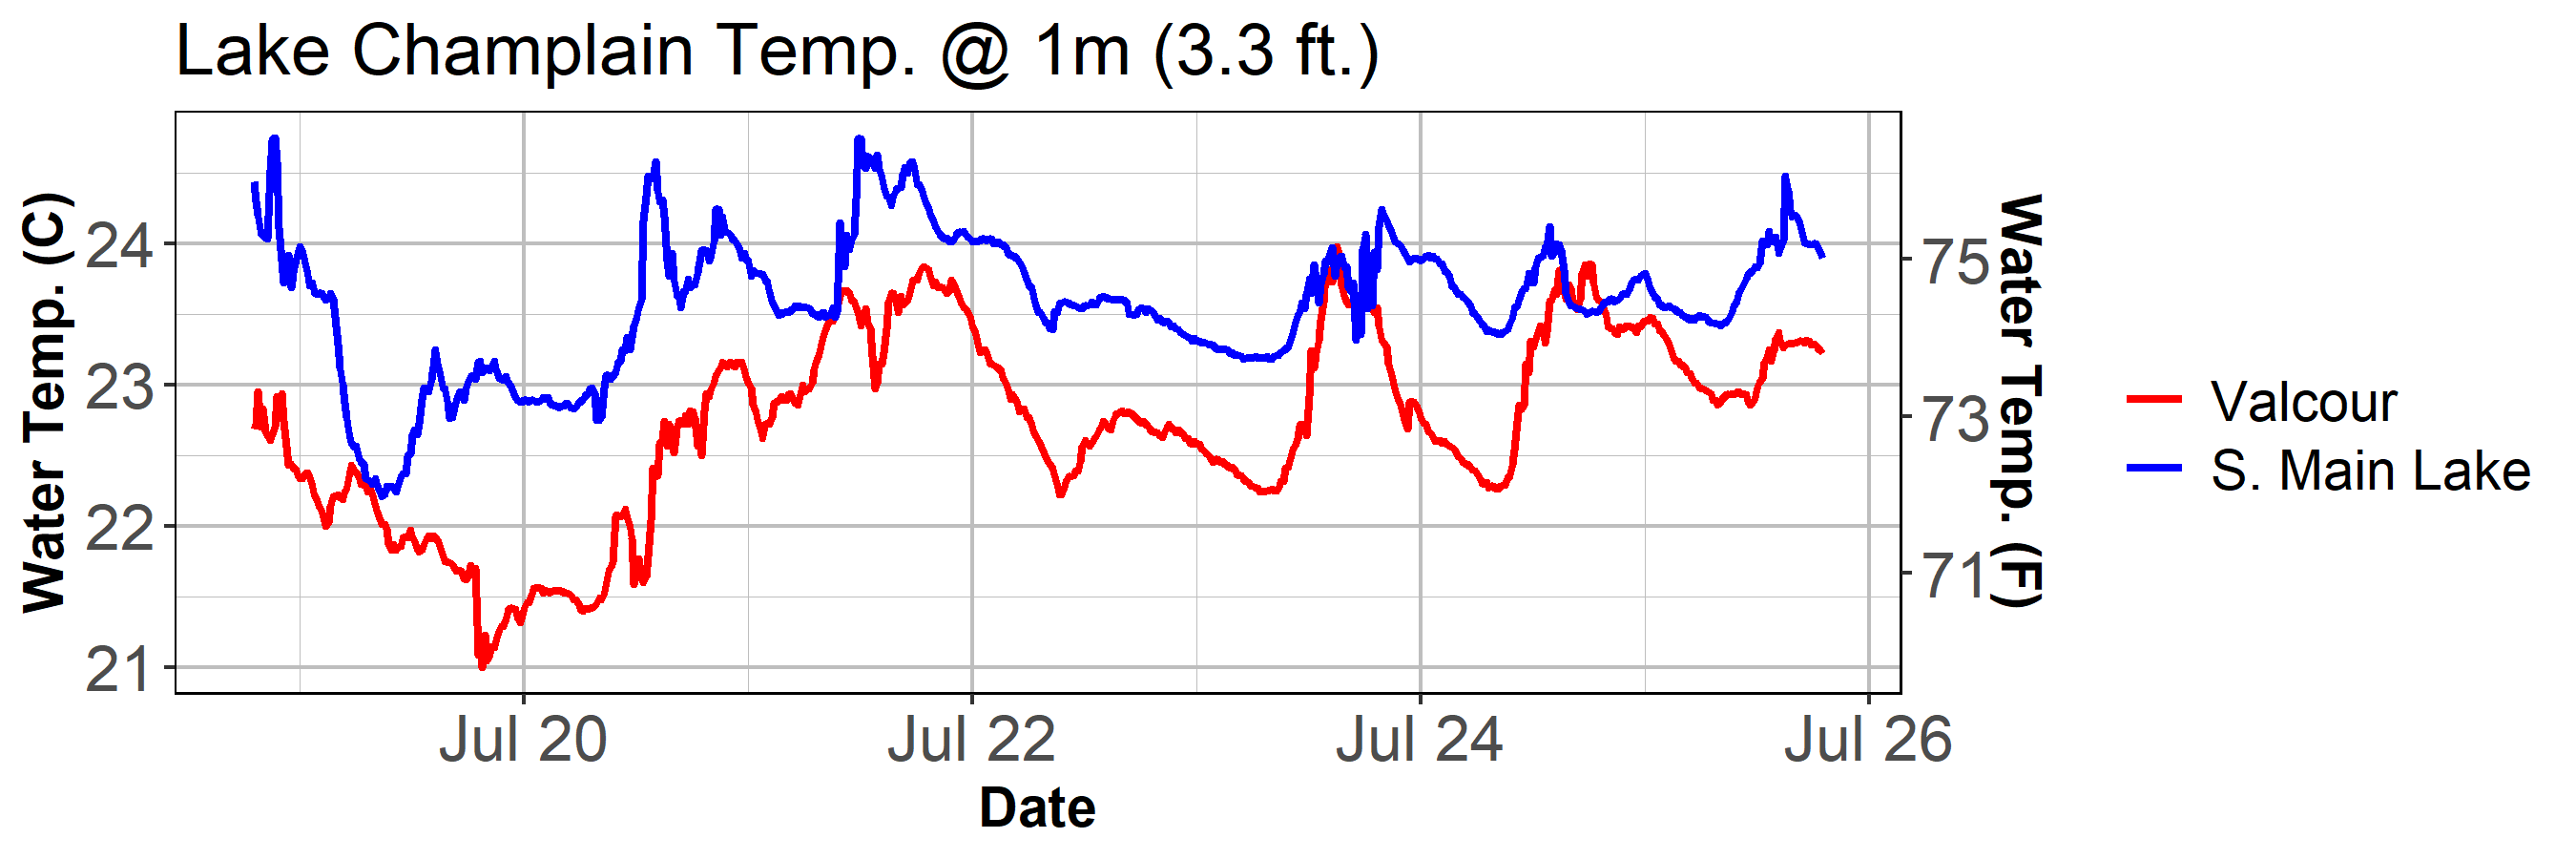 Lake Champlain Temp. @ 1m (3.3 ft.)
Water Temp. (C)
24
23
22
21
75
73
71
Water Temp. (F)
Jul 20
Jul 22
Jul 24
Jul 26
Date
Valcour
S. Main Lake